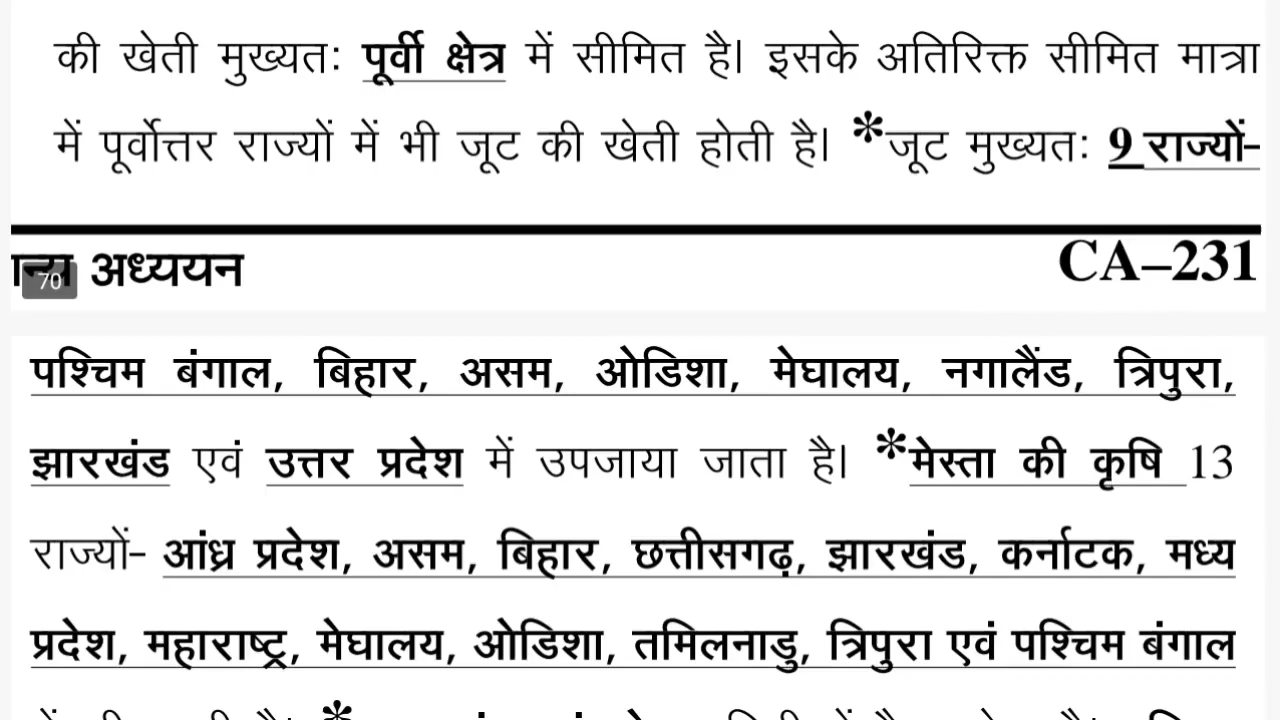 की खेती मुख्यतः पूर्वी क्षेत्र में सीमित है। इसके अतिरिक्त सीमित मात्रा
में पूर्वोत्तर राज्यों में भी जूट की खेती होती है। *जूट मुख्यतः 9 राज्यों-
अध्ययन CA–231
70
पश्चिम बंगाल, बिहार, असम, ओडिशा, मेघालय, नगालैंड, त्रिपुरा,
झारखंड एवं उत्तर प्रदेश में उपजाया जाता है। *मेस्ता की कृषि 13
राज्यों- आंध्र प्रदेश, असम, बिहार, छत्तीसगढ़, झारखंड, कर्नाटक, मध्य
प्रदेश, महाराष्ट्र, मेघालय, ओडिशा, तमिलनाडु, त्रिपुरा एवं पश्चिम बंगाल